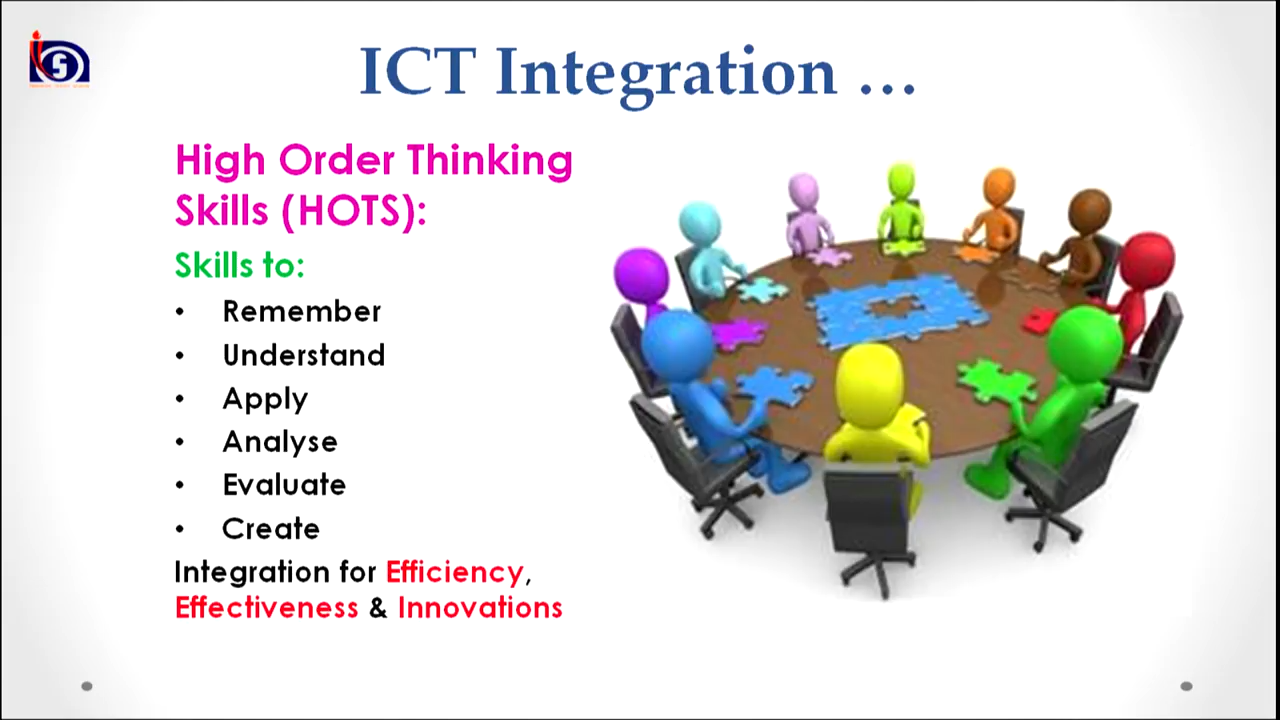 ICT Integration ...
High Order Thinking
Skills (HOTS):
Skills to:
• Remember
• Understand
• Apply
• Analyse
• Evaluate
• Create
Integration for Efficiency,
Effectiveness & Innovations